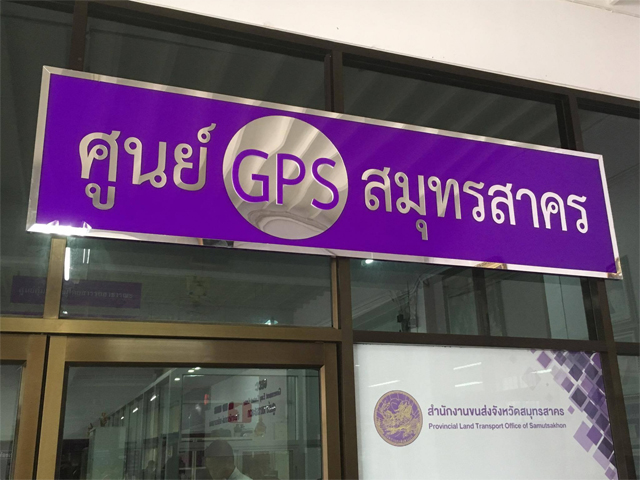 ศูนย์ GPS สมุทรสาคร
สำนักงานขนส่งจังหวัดสมุทรสาคร
Provincial Land Transport Office of Samutsakhon